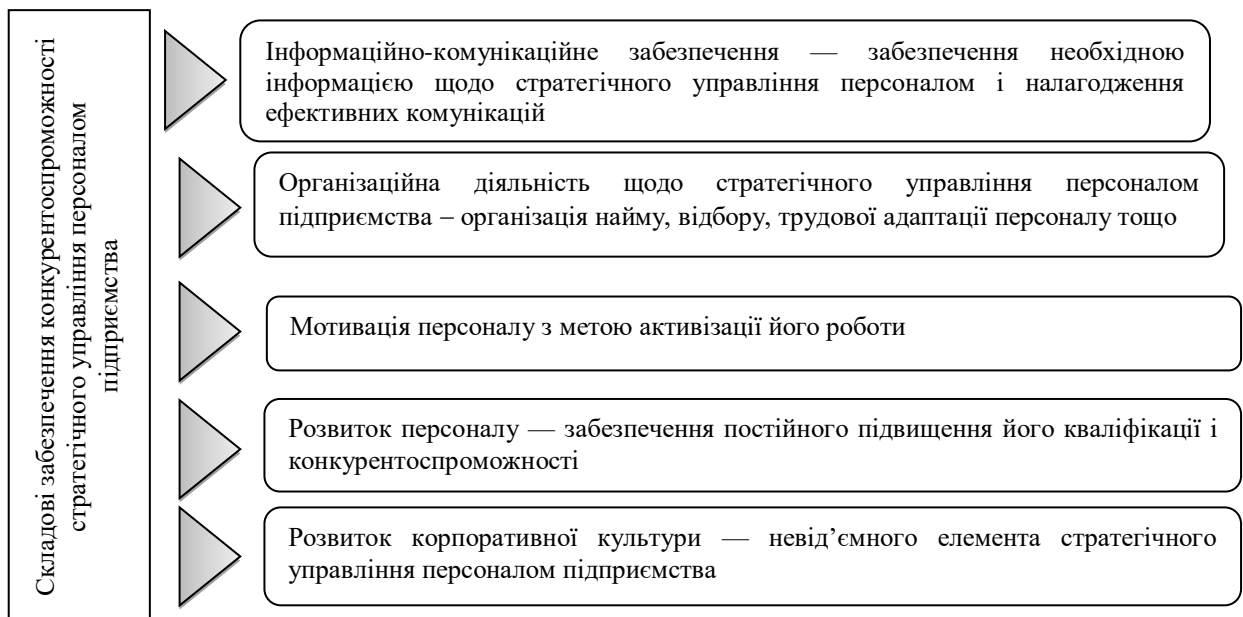 Складові забезпечення конкурентоспроможності
стратегічного управління персоналом
підприємства
Інформаційно-комунікаційне забезпечення — забезпечення необхідною
інформацією щодо стратегічного управління персоналом і налагодження
ефективних комунікацій
Організаційна діяльність щодо стратегічного управління персоналом
підприємства – організація найму, відбору, трудової адаптації персоналу тощо
Мотивація персоналу з метою активізації його роботи
Розвиток персоналу — забезпечення постійного підвищення його кваліфікації і
конкурентоспроможності
Розвиток корпоративної культури — невід’ємного елемента стратегічного
управління персоналом підприємства